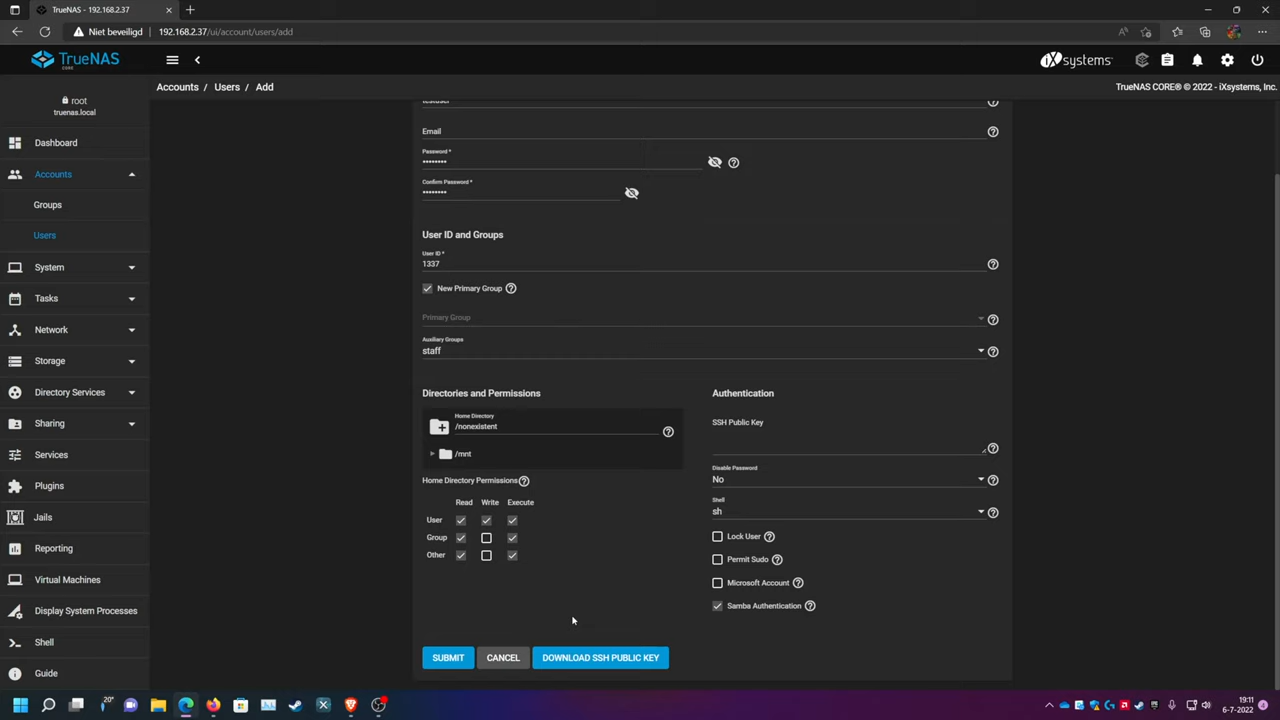 TrueNAS - 192.168.2.37
Niet beveiligd
192.168.2.37/ui/account/users/add
TrueNAS
CORE
iXsystems,
Accounts / Users / Add
TrueNAS CORE® © 2022 - iXsystems, Inc.
root
truenas.local
Dashboard
Accounts
Groups
Users
System
Tasks
Network
Storage
Directory Services
Sharing
Services
Plugins
Jails
Reporting
Virtual Machines
Display System Processes
Shell
Guide
testuser
Email
Password *
••••••••
Confirm Password *
••••••••
User ID and Groups
User ID *
1337
New Primary Group
Primary Group
Auxiliary Groups
staff
Directories and Permissions
Home Directory
/nonexistent
/mnt
Home Directory Permissions
Read Write Execute
User
Group
Other
Authentication
SSH Public Key
Disable Password
No
Shell
sh
Lock User
Permit Sudo
Microsoft Account
Samba Authentication
SUBMIT
CANCEL
DOWNLOAD SSH PUBLIC KEY
20°
19:11
6-7-2022